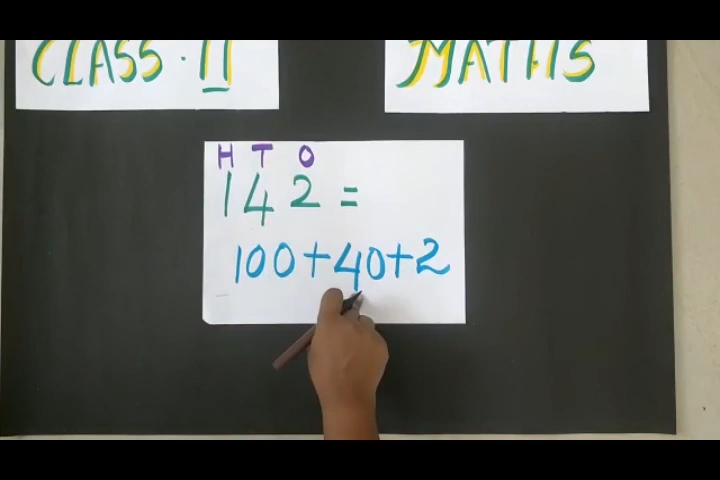 CLASS - II
MATHS
H T O
142 =
100+40+2